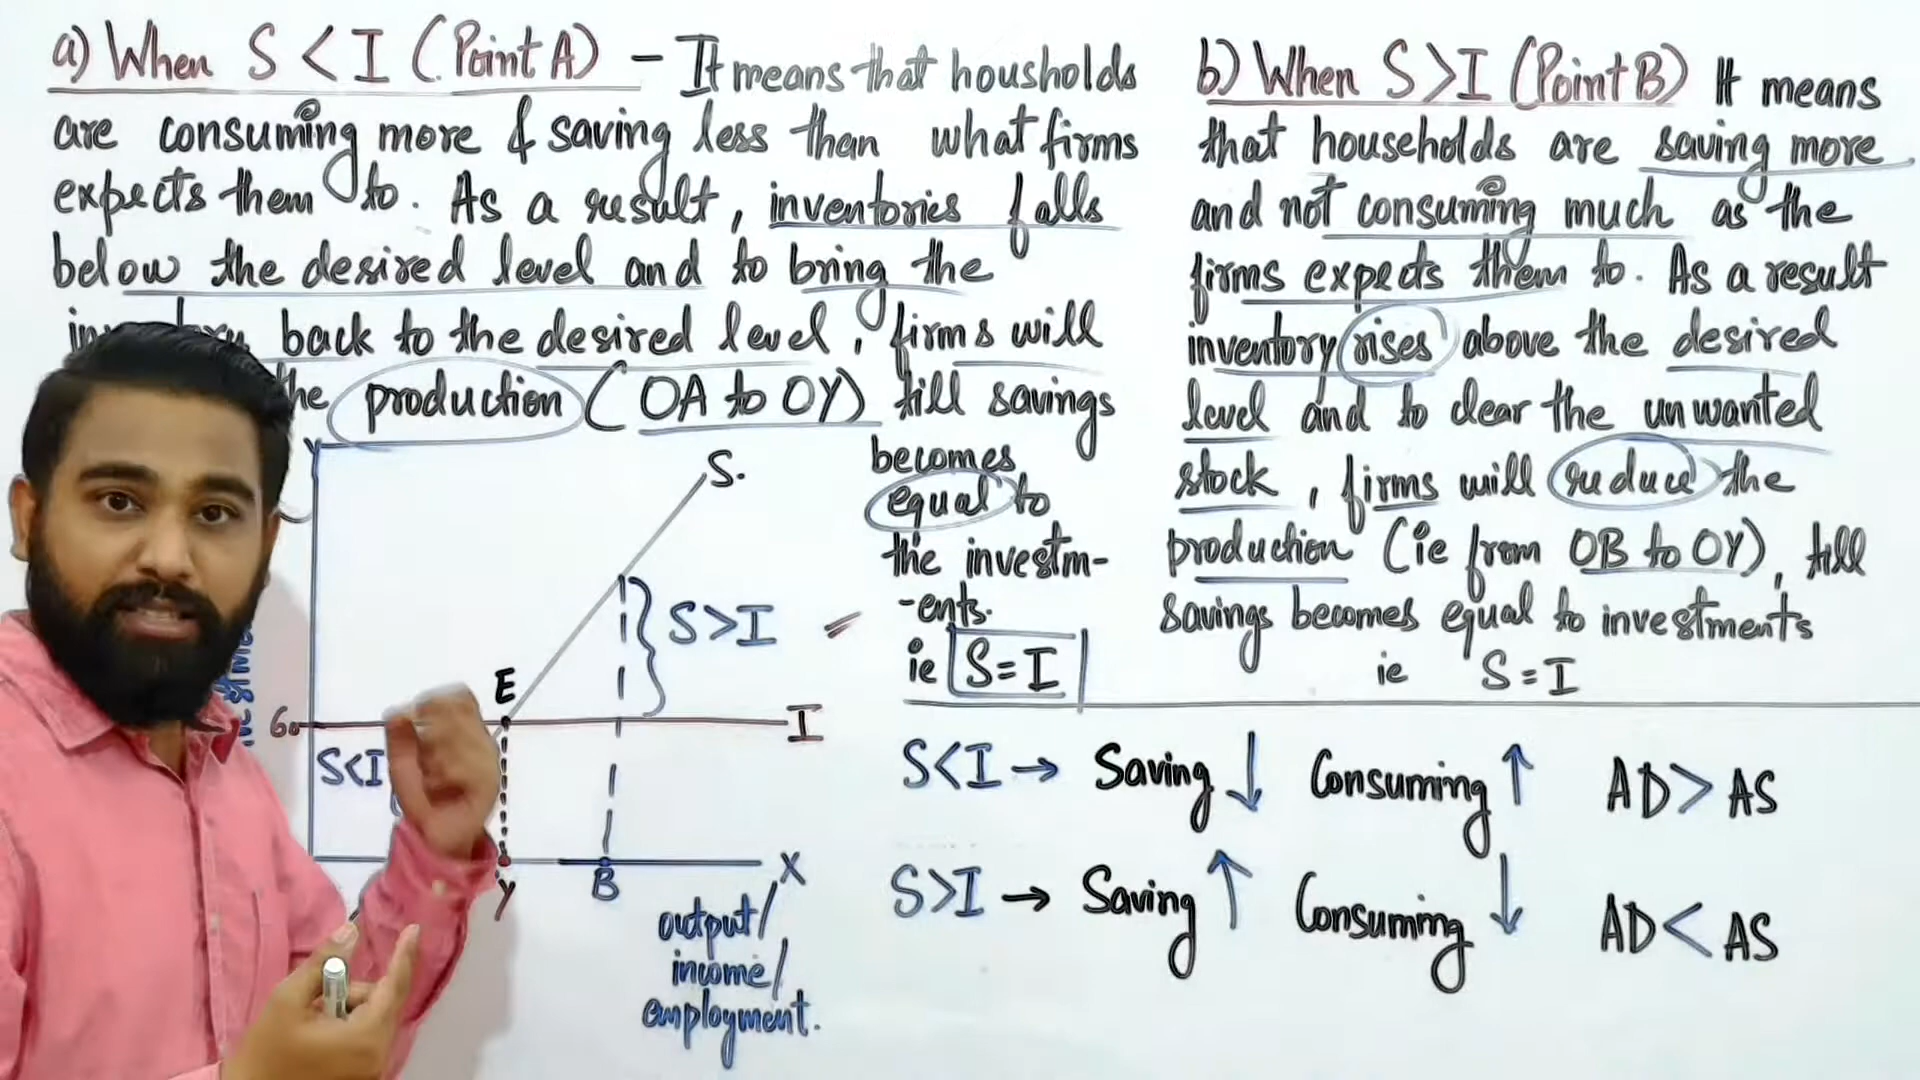 a) When S < I (Point A) - It means that housholds
are consuming more & saving less than what firms
expects them to. As a result, inventories falls
below the desired level and to bring the
back to the desired level, firms will
the production (OA to OY) till savings
becomes
equal to
the investm-
-ents.
ie S=I
b) When S>I (Point B) It means
that households are saving more
and not consuming much as the
firms expects them to. As a result
inventory rises above the desired
level and to clear the unwanted
stock, firms will reduce the
production (ie from OB to OY), till
savings becomes equal to investments
ie S=I
S.
S>I
E
60
I
S<I
Y
B
X
output/
income/
employment.
S<I → Saving ↓ Consuming ↑ AD > AS
S>I → Saving ↑ Consuming ↓ AD < AS